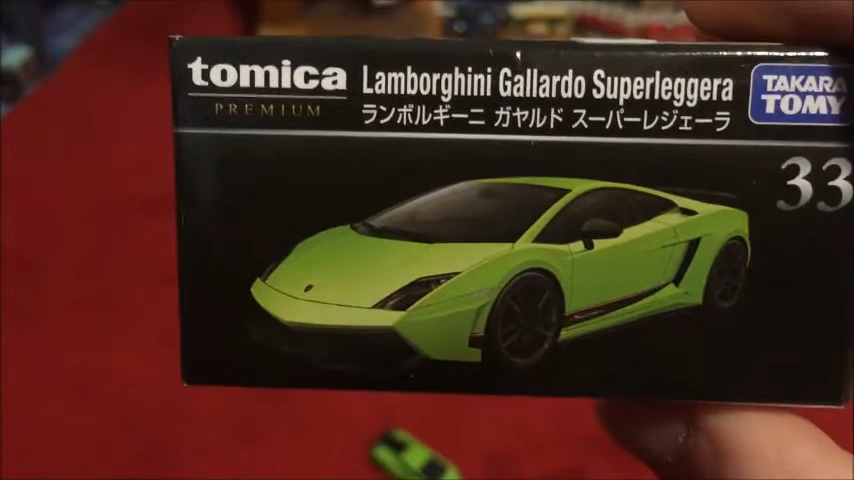 tomica
PREMIUM
Lamborghini Gallardo Superleggera
ランボルギーニ ガヤルド スーパーレジェーラ
TAKARA
TOMY
33